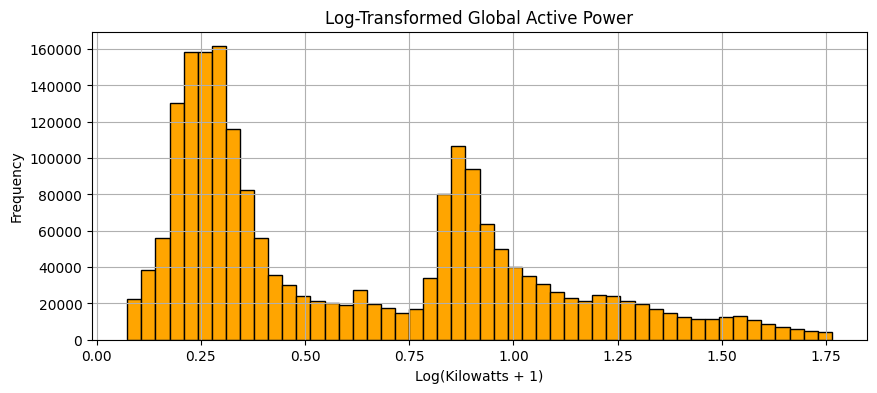 Log-Transformed Global Active Power
Frequency
160000
140000
120000
100000
80000
60000
40000
20000
0
0.00 0.25 0.50 0.75 1.00 1.25 1.50 1.75
Log(Kilowatts + 1)